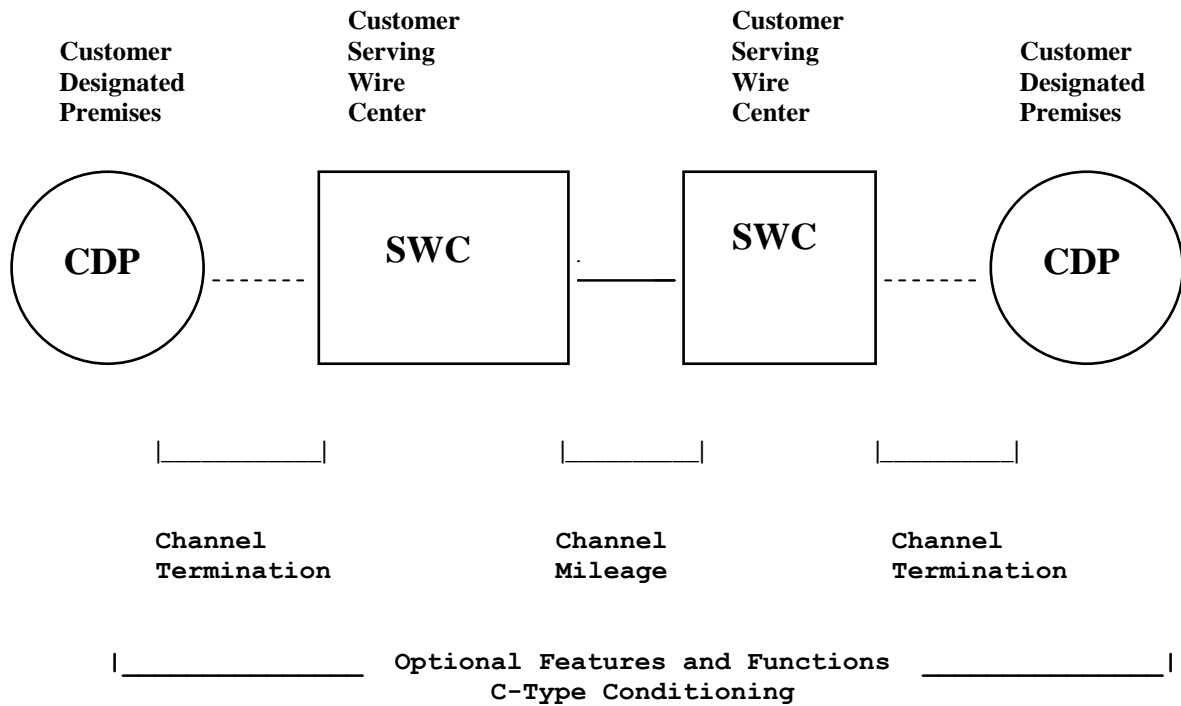 Customer Designated Premises
Customer Serving Wire Center
Customer Serving Wire Center
Customer Designated Premises
CDP
SWC
SWC
CDP
Channel Termination
Channel Mileage
Channel Termination
Optional Features and Functions
C-Type Conditioning